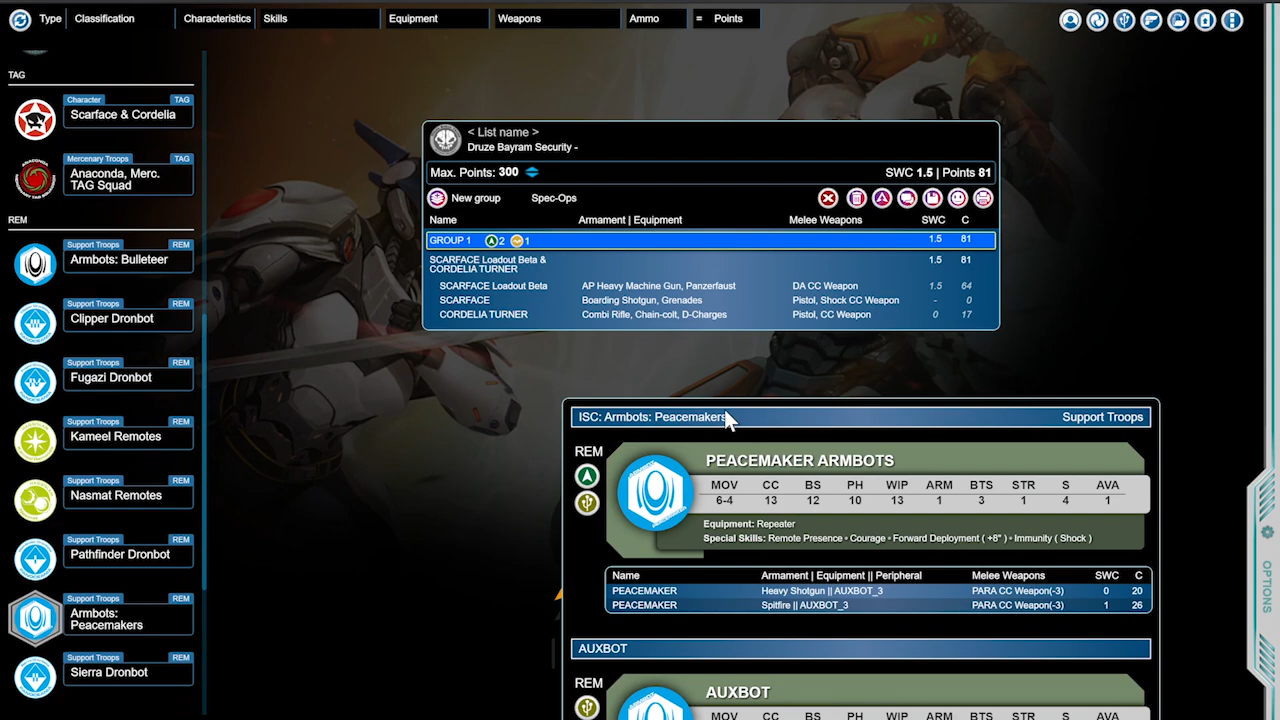 Type Classification Characteristics Skills Equipment Weapons Ammo = Points
TAG
Character TAG
Scarface & Cordelia
Mercenary Troops TAG
Anaconda, Merc.
TAG Squad
REM
Support Troops REM
Armbots: Bulleteer
Support Troops REM
Clipper Dronbot
Support Troops REM
Fugazi Dronbot
Support Troops REM
Kameel Remotes
Support Troops REM
Nasmat Remotes
Support Troops REM
Pathfinder Dronbot
Support Troops REM
Armbots:
Peacemakers
Support Troops REM
Sierra Dronbot
< List name >
Druze Bayram Security -
Max. Points: 300 SWC 1.5 | Points 81
New group Spec-Ops
Name Armament | Equipment Melee Weapons SWC C
GROUP 1 2 1 1.5 81
SCARFACE Loadout Beta & 1.5 81
CORDELIA TURNER
SCARFACE Loadout Beta AP Heavy Machine Gun, Panzerfaust DA CC Weapon 1.5 64
SCARFACE Boarding Shotgun, Grenades Pistol, Shock CC Weapon - 0
CORDELIA TURNER Combi Rifle, Chain-colt, D-Charges Pistol, CC Weapon 0 17
ISC: Armbots: Peacemakers Support Troops
REM
PEACEMAKER ARMBOTS
MOV CC BS PH WIP ARM BTS STR S AVA
6-4 13 12 10 13 1 3 1 4 1
Equipment: Repeater
Special Skills: Remote Presence • Courage • Forward Deployment ( +8" ) • Immunity ( Shock )
Name Armament | Equipment || Peripheral Melee Weapons SWC C
PEACEMAKER Heavy Shotgun || AUXBOT_3 PARA CC Weapon(-3) 0 20
PEACEMAKER Spitfire || AUXBOT_3 PARA CC Weapon(-3) 1 26
AUXBOT
REM
AUXBOT
MOV CC BS PH WIP ARM BTS STR S AVA
OPTIONS